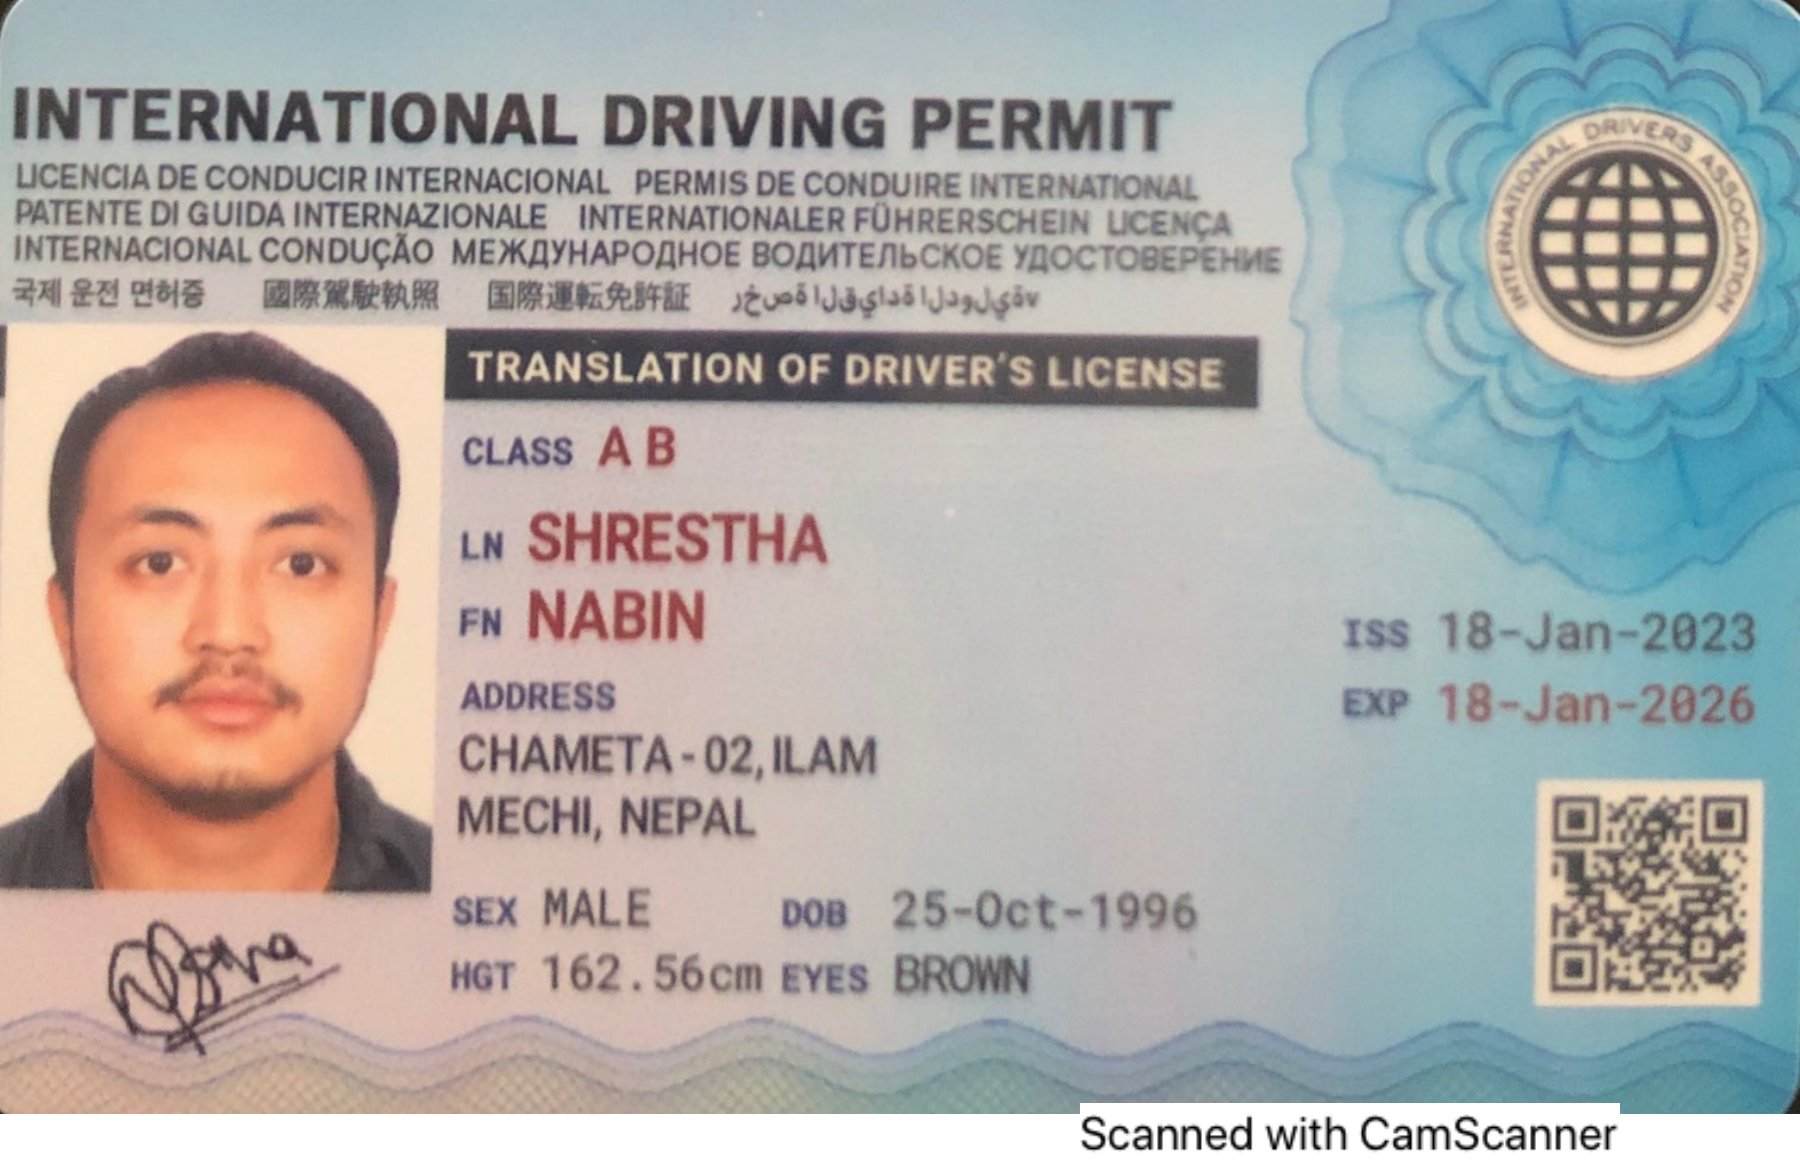 INTERNATIONAL DRIVING PERMIT
LICENCIA DE CONDUCIR INTERNACIONAL PERMIS DE CONDUIRE INTERNATIONAL
PATENTE DI GUIDA INTERNAZIONALE INTERNATIONALER FÜHRERSCHEIN LICENÇA
INTERNACIONAL CONDUÇÃO МЕЖДУНАРОДНОЕ ВОДИТЕЛЬСКОЕ УДОСТОВЕРЕНИЕ
국제 운전 면허증 國際駕駛執照 国際運転免許証
INTERNATIONAL DRIVERS ASSOCIATION
TRANSLATION OF DRIVER'S LICENSE
CLASS A B
LN SHRESTHA
FN NABIN
ISS 18-Jan-2023
EXP 18-Jan-2026
ADDRESS
CHAMETA - 02, ILAM
MECHI, NEPAL
SEX MALE DOB 25-Oct-1996
HGT 162.56cm EYES BROWN
Scanned with CamScanner